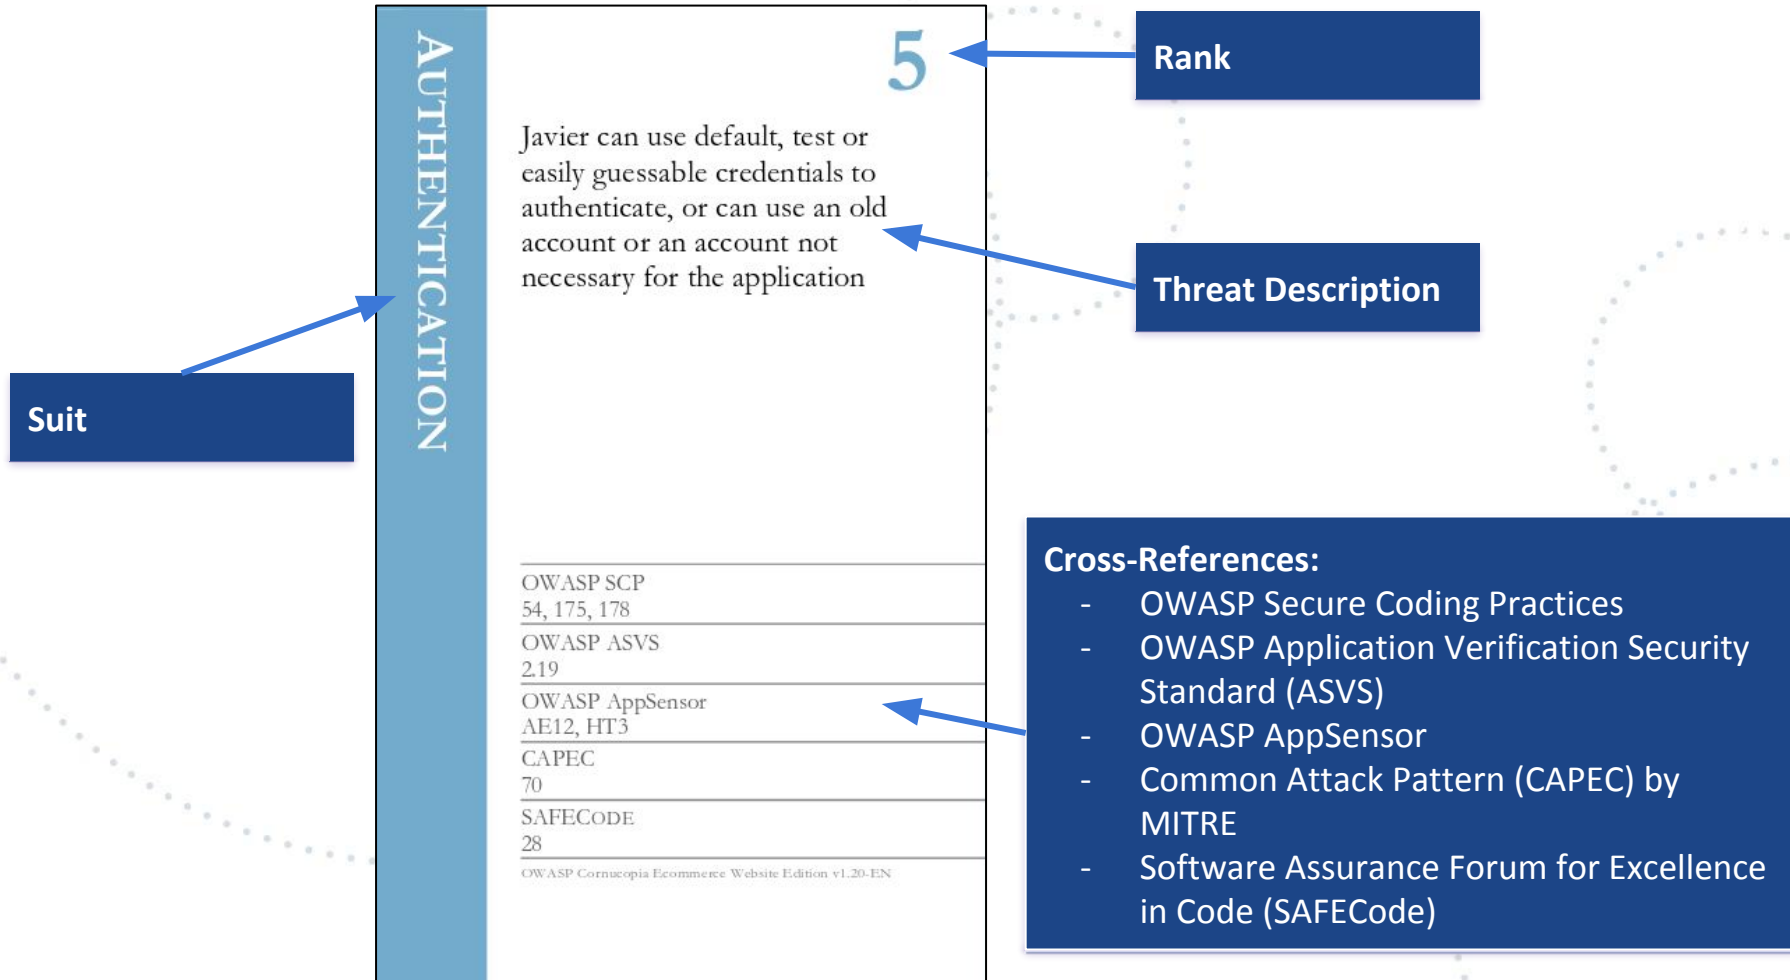 AUTHENTICATION
5
Rank
Javier can use default, test or
easily guessable credentials to
authenticate, or can use an old
account or an account not
necessary for the application
Threat Description
Suit
OWASP SCP
54, 175, 178
OWASP ASVS
2.19
OWASP AppSensor
AE12, HT3
CAPEC
70
SAFECODE
28
OWASP Cornucopia Ecommerce Website Edition v1.20-EN
Cross-References:
- OWASP Secure Coding Practices
- OWASP Application Verification Security
Standard (ASVS)
- OWASP AppSensor
- Common Attack Pattern (CAPEC) by
MITRE
- Software Assurance Forum for Excellence
in Code (SAFECode)